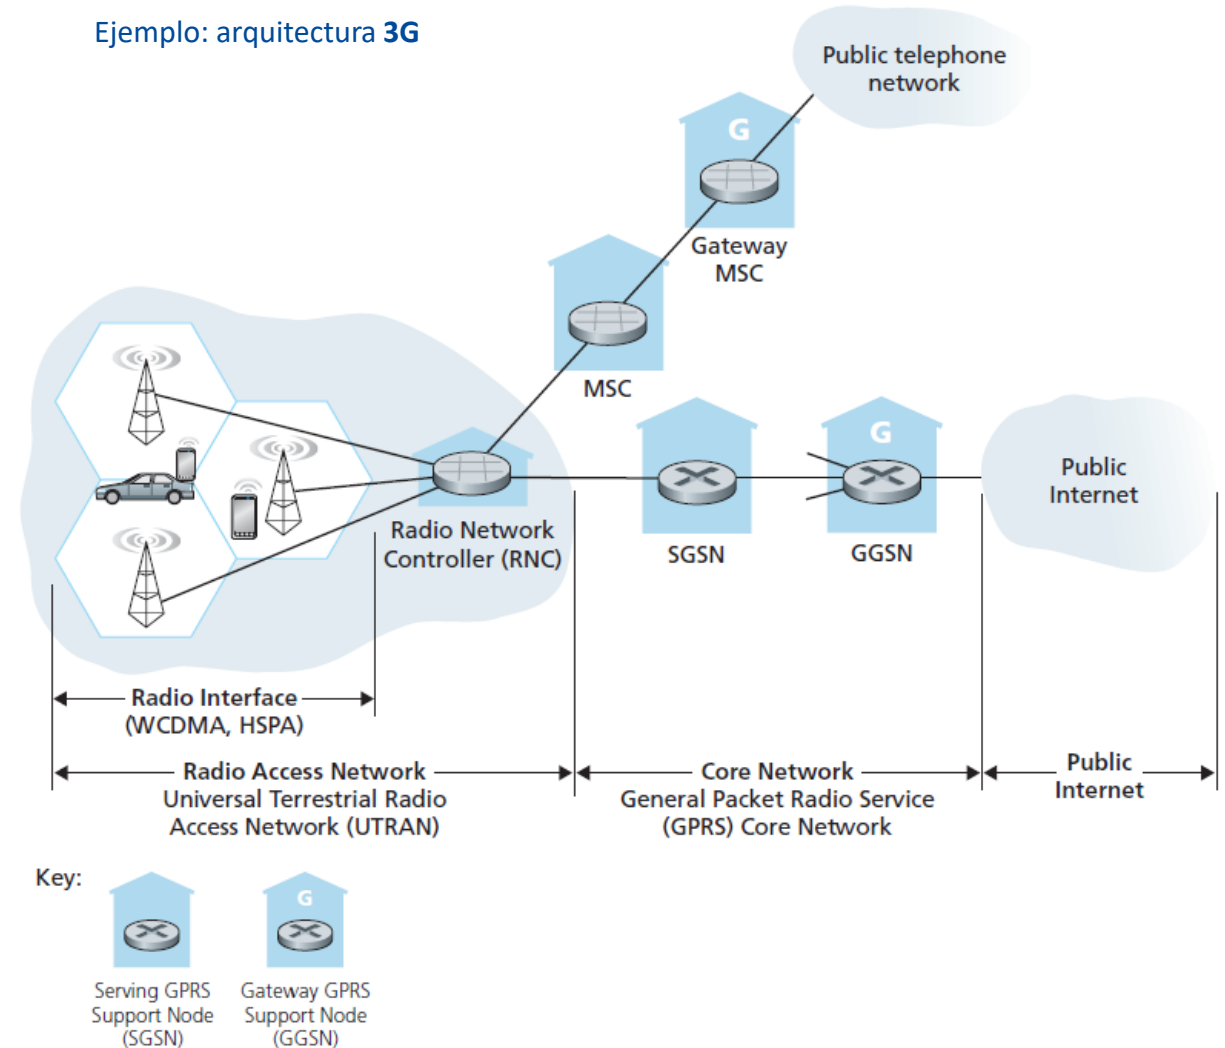 Ejemplo: arquitectura 3G
Public telephone
network
G
Gateway
MSC
MSC
G
Public
Internet
Radio Network
Controller (RNC)
SGSN
GGSN
Radio Interface
(WCDMA, HSPA)
Radio Access Network
Universal Terrestrial Radio
Access Network (UTRAN)
Core Network
General Packet Radio Service
(GPRS) Core Network
Public
Internet
Key:
G
Serving GPRS
Support Node
(SGSN)
Gateway GPRS
Support Node
(GGSN)